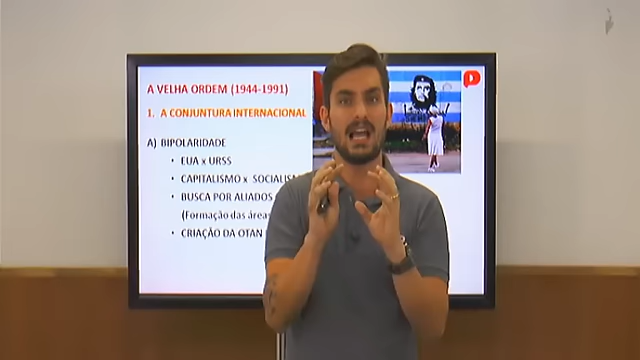 A VELHA ORDEM (1944-1991)
1. A CONJUNTURA INTERNACIONAL
A) BIPOLARIDADE
• EUA x URSS
• CAPITALISMO x SOCIALISM
• BUSCA POR ALIADOS
(Formação das áreas
• CRIAÇÃO DA OTAN